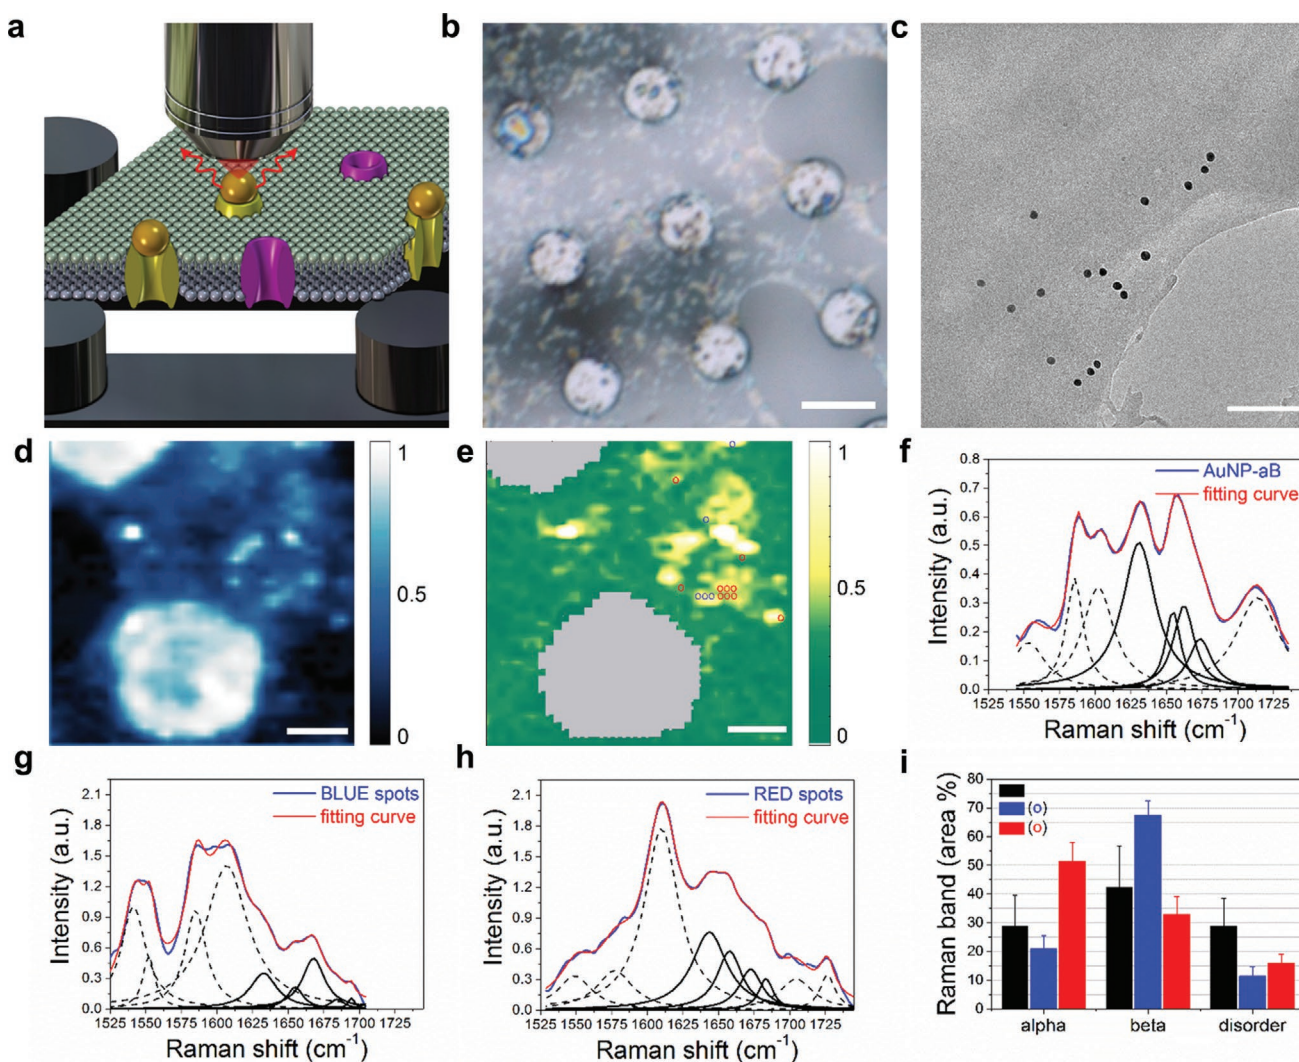 a
b
c
d
1
0.5
0
e
1
0.5
0
f
AuNP-aB
fitting curve
Intensity (a.u.)
0.8
0.7
0.6
0.5
0.4
0.3
0.2
0.1
0.0
1525 1550 1575 1600 1625 1650 1675 1700 1725
Raman shift (cm⁻¹)
g
BLUE spots
fitting curve
Intensity (a.u.)
2.1
1.8
1.5
1.2
0.9
0.6
0.3
0.0
1525 1550 1575 1600 1625 1650 1675 1700 1725
Raman shift (cm⁻¹)
h
RED spots
fitting curve
Intensity (a.u.)
2.1
1.8
1.5
1.2
0.9
0.6
0.3
0.0
1525 1550 1575 1600 1625 1650 1675 1700 1725
Raman shift (cm⁻¹)
i
(o)
(o)
Raman band (area %)
80
70
60
50
40
30
20
10
0
alpha beta disorder